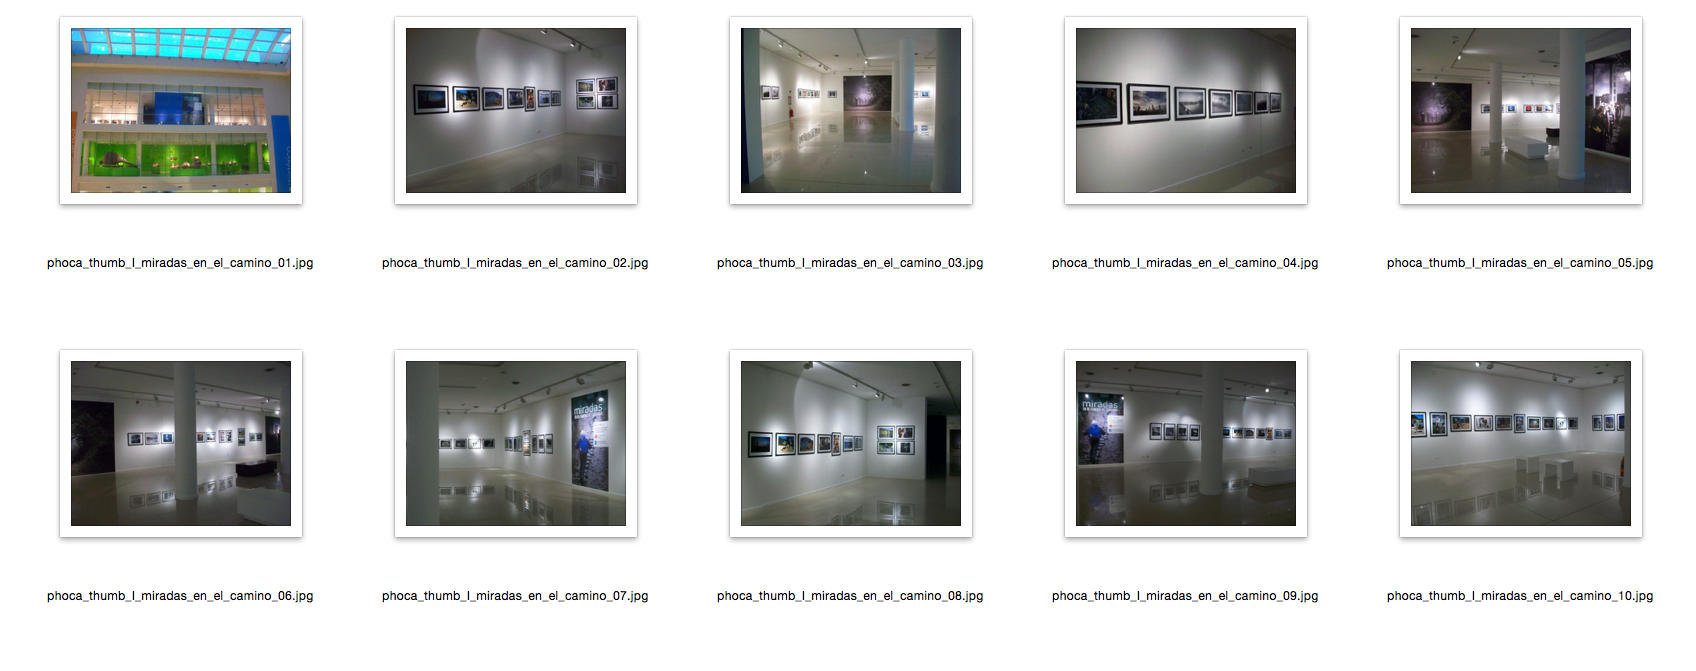 phoca_thumb_l_miradas_en_el_camino_01.jpg
phoca_thumb_l_miradas_en_el_camino_02.jpg
phoca_thumb_l_miradas_en_el_camino_03.jpg
phoca_thumb_l_miradas_en_el_camino_04.jpg
phoca_thumb_l_miradas_en_el_camino_05.jpg
miradas
miradas
phoca_thumb_l_miradas_en_el_camino_06.jpg
phoca_thumb_l_miradas_en_el_camino_07.jpg
phoca_thumb_l_miradas_en_el_camino_08.jpg
phoca_thumb_l_miradas_en_el_camino_09.jpg
phoca_thumb_l_miradas_en_el_camino_10.jpg